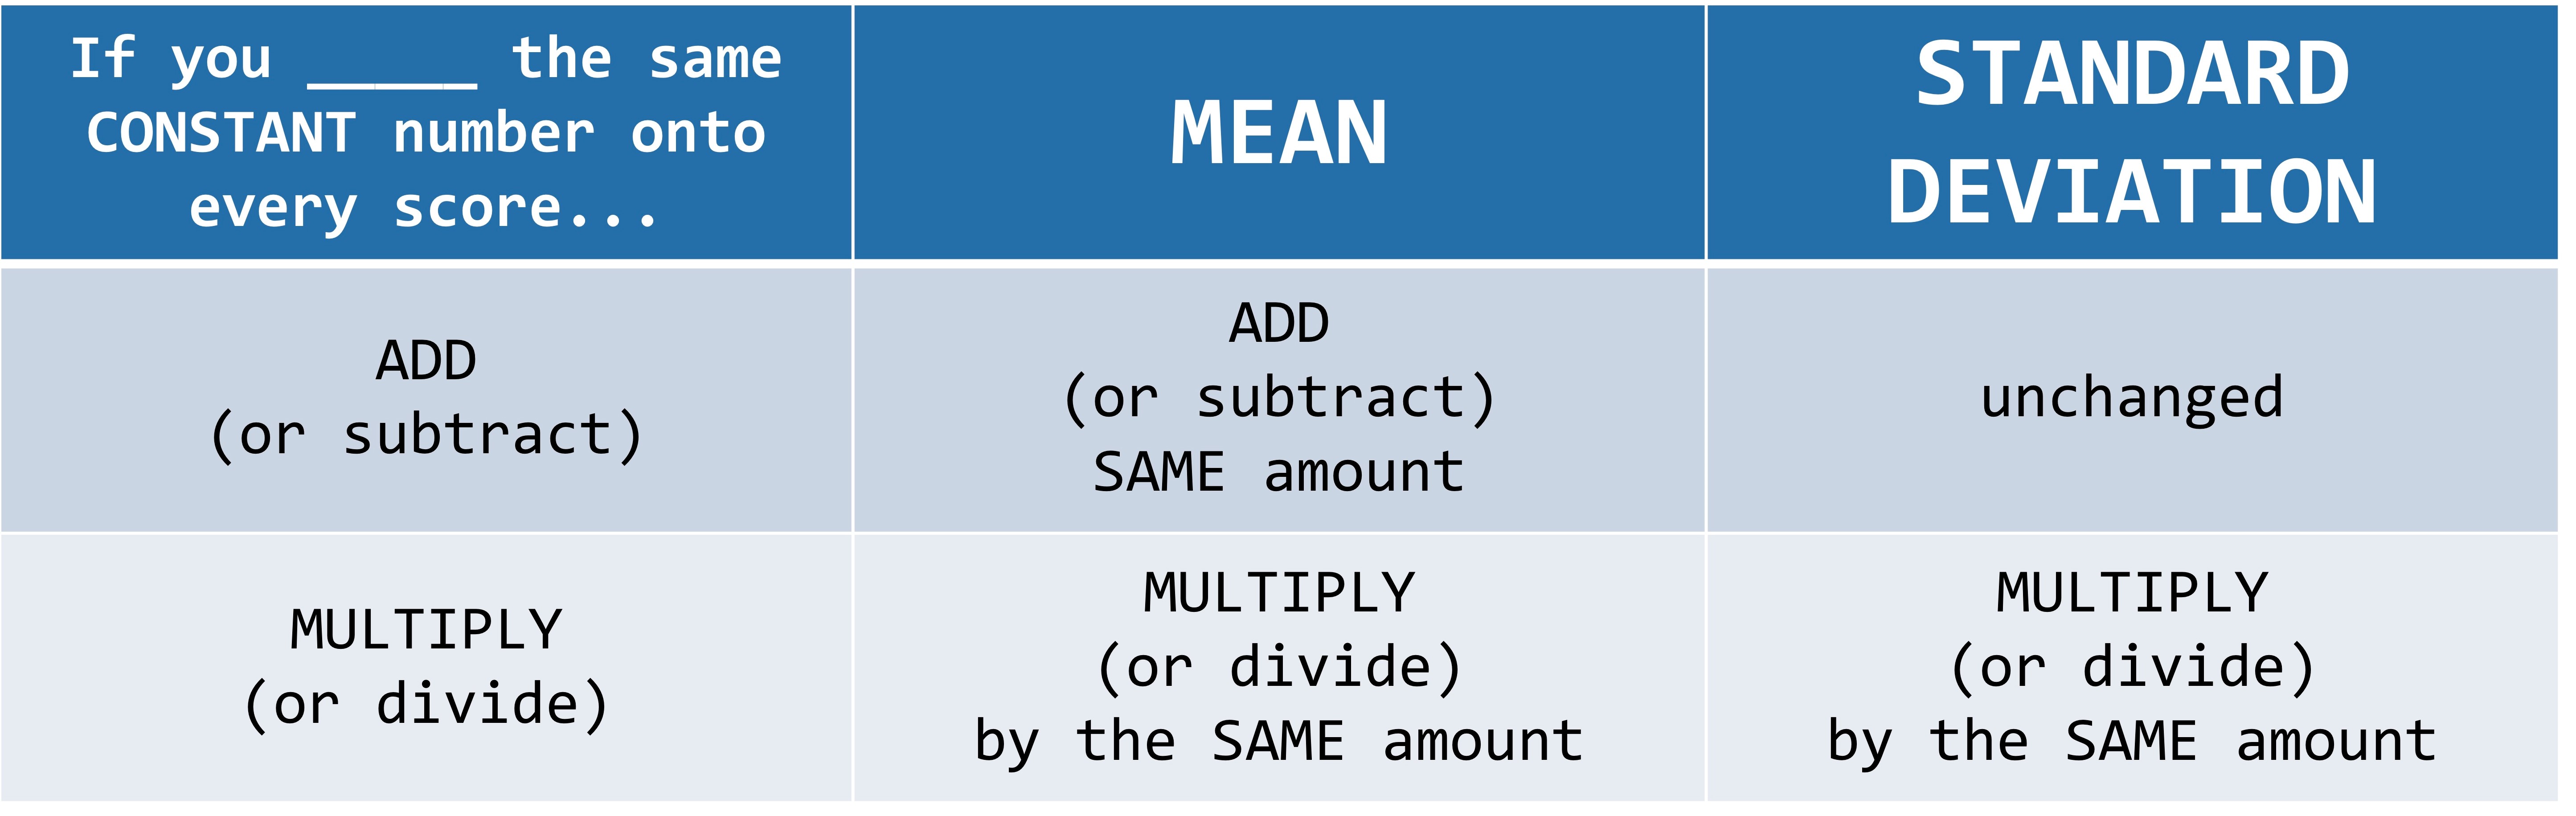 If you _____ the same
CONSTANT number onto
every score...
MEAN
STANDARD
DEVIATION
ADD
(or subtract)
ADD
(or subtract)
SAME amount
unchanged
MULTIPLY
(or divide)
MULTIPLY
(or divide)
by the SAME amount
MULTIPLY
(or divide)
by the SAME amount